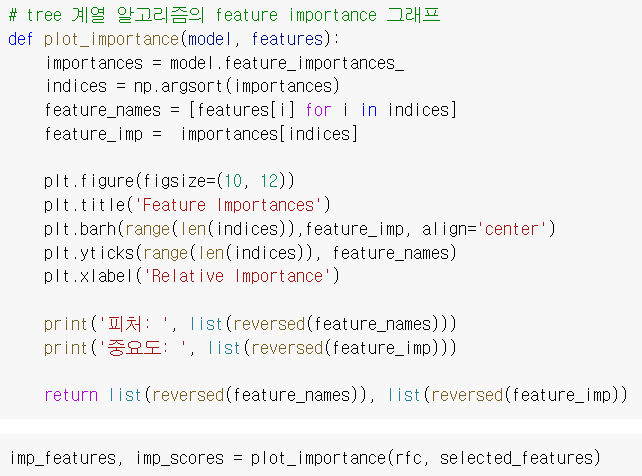 # tree 계열 알고리즘의 feature importance 그래프
def plot_importance(model, features):
    importances = model.feature_importances_
    indices = np.argsort(importances)
    feature_names = [features[i] for i in indices]
    feature_imp =  importances[indices]

    plt.figure(figsize=(10, 12))
    plt.title('Feature Importances')
    plt.barh(range(len(indices)),feature_imp, align='center')
    plt.yticks(range(len(indices)), feature_names)
    plt.xlabel('Relative Importance')

    print('피처: ', list(reversed(feature_names)))
    print('중요도: ', list(reversed(feature_imp)))

    return list(reversed(feature_names)), list(reversed(feature_imp))

imp_features, imp_scores = plot_importance(rfc, selected_features)